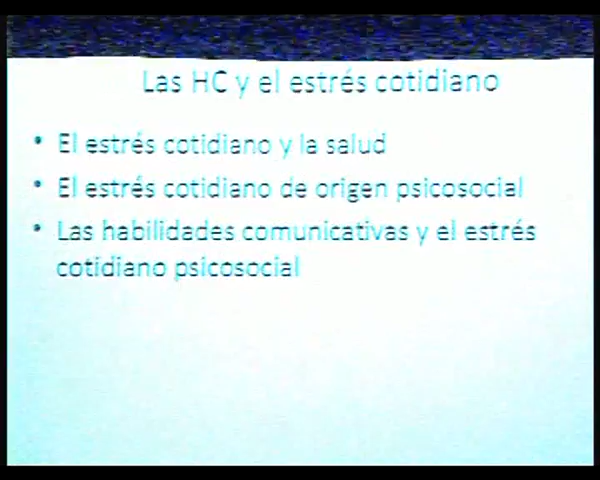 Las HC y el estrés cotidiano
• El estrés cotidiano y la salud
• El estrés cotidiano de origen psicosocial
• Las habilidades comunicativas y el estrés
cotidiano psicosocial